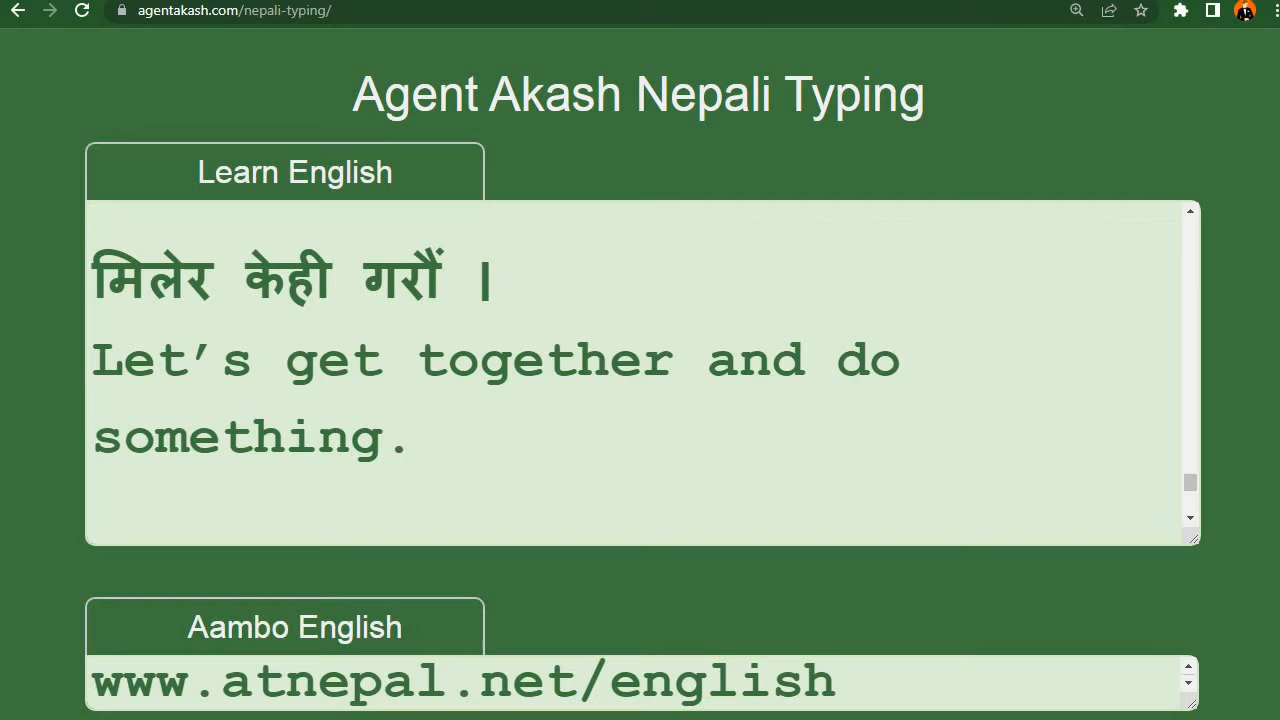 agentakash.com/nepali-typing/
Agent Akash Nepali Typing
Learn English
मिलेर केही गरौं ।
Let’s get together and do
something.
Aambo English
www.atnepal.net/english